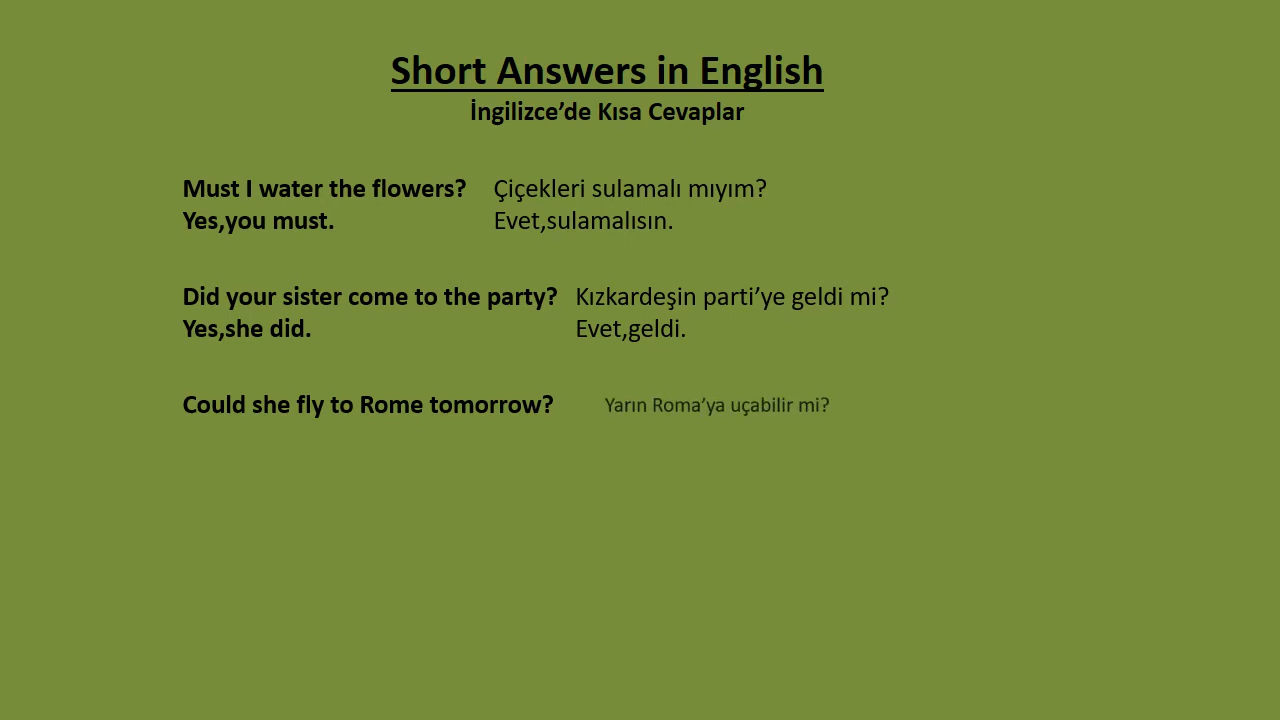 Short Answers in English
İngilizce’de Kısa Cevaplar
Must I water the flowers? Çiçekleri sulamalı mıyım?
Yes,you must. Evet,sulamalısın.
Did your sister come to the party? Kızkardeşin parti’ye geldi mi?
Yes,she did. Evet,geldi.
Could she fly to Rome tomorrow? Yarın Roma’ya uçabilir mi?